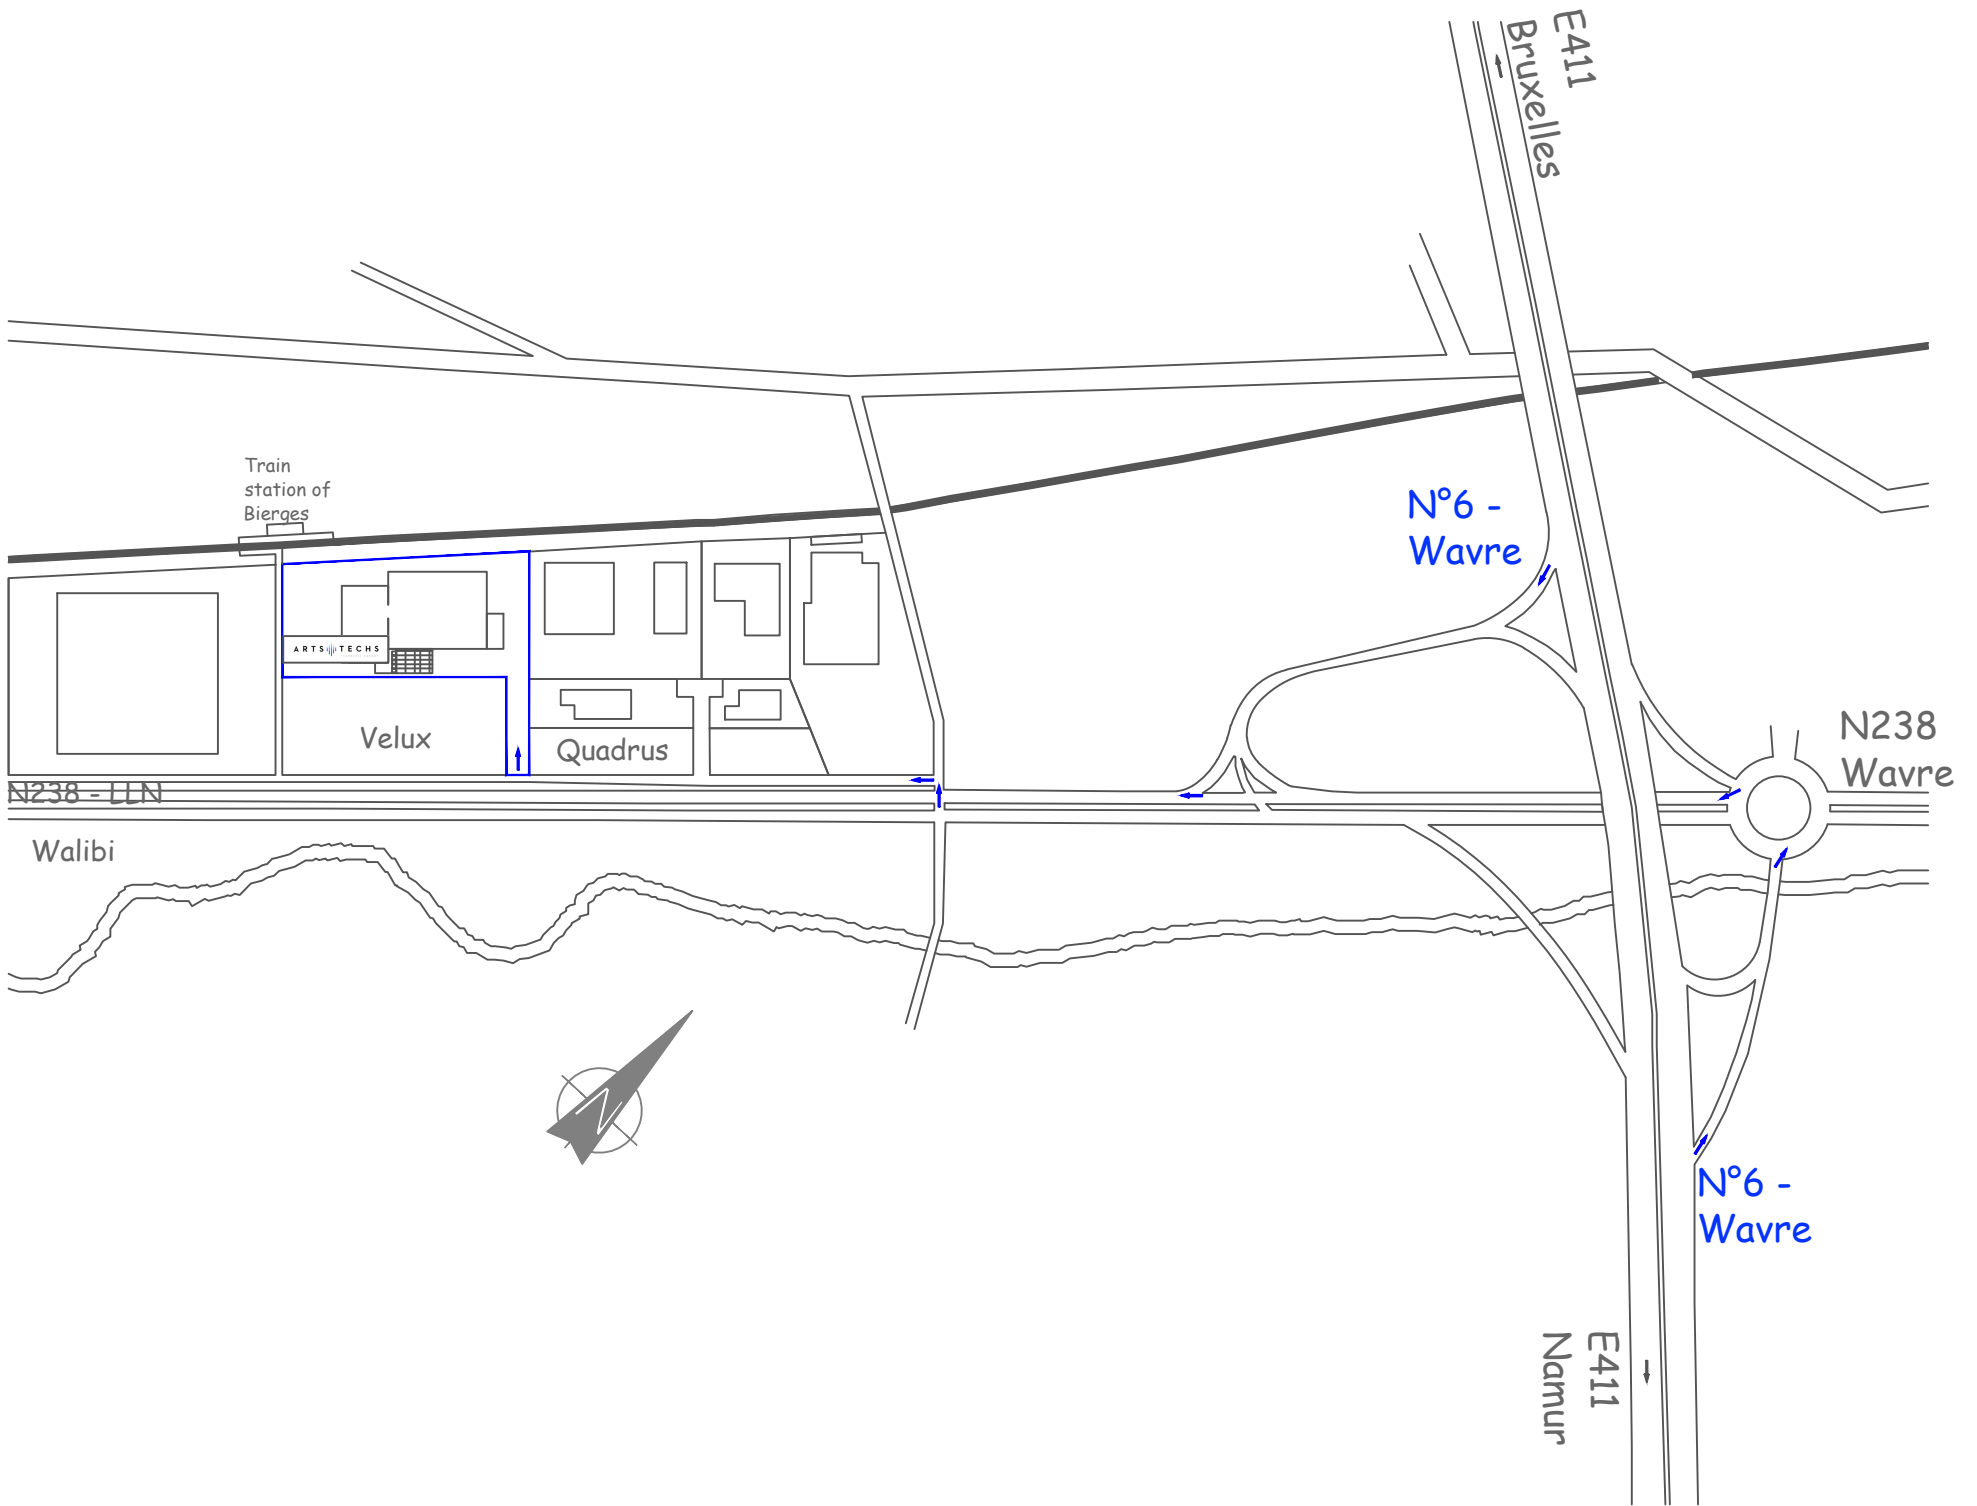 E411
Bruxelles
Train
station of
Bierges
N°6 -
Wavre
ARTS TECHS
Velux
Quadrus
N238
Wavre
N238 - LLN
Walibi
N
N°6 -
Wavre
E411
Namur